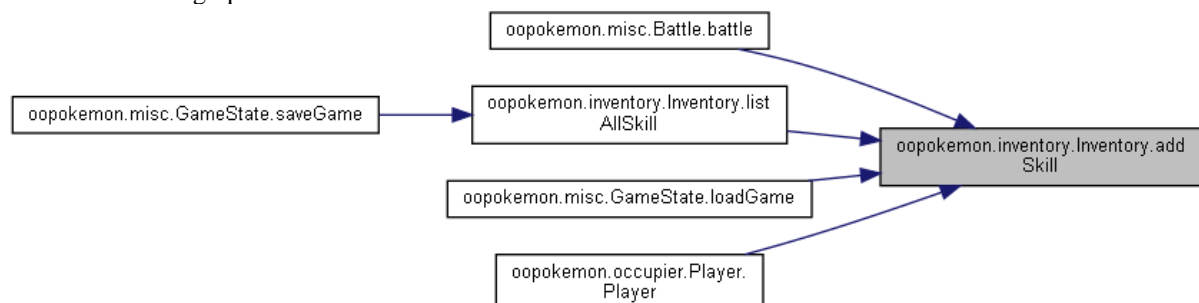 oopokemon.misc.Battle.battle
oopokemon.misc.GameState.saveGame
oopokemon.inventory.Inventory.list
AllSkill
oopokemon.inventory.Inventory.add
Skill
oopokemon.misc.GameState.loadGame
oopokemon.occupier.Player.
Player